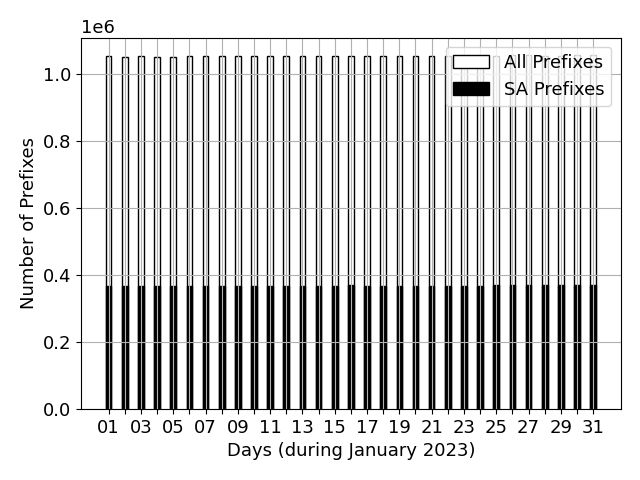 1e6
All Prefixes
SA Prefixes
1.0
0.8
0.6
0.4
0.2
0.0
Number of Prefixes
01 03 05 07 09 11 13 15 17 19 21 23 25 27 29 31
Days (during January 2023)